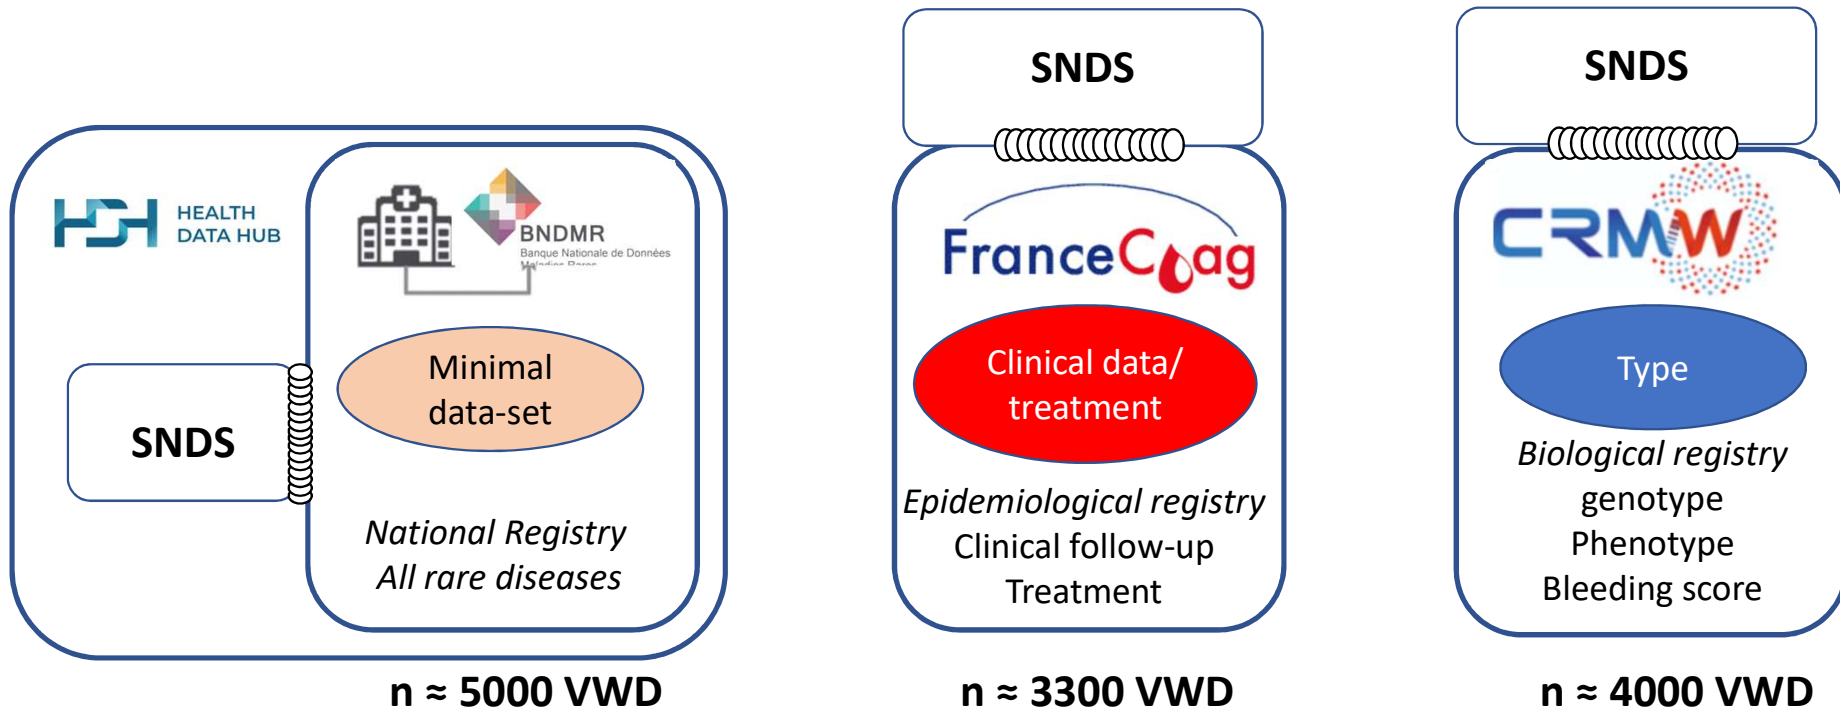 HEALTH
DATA HUB
BNDMR
Banque Nationale de Données
Maladies Rares
Minimal
data-set
SNDS
National Registry
All rare diseases
n ≈ 5000 VWD
SNDS
FranceCoag
Clinical data/
treatment
Epidemiological registry
Clinical follow-up
Treatment
n ≈ 3300 VWD
SNDS
CRMW
Type
Biological registry
genotype
Phenotype
Bleeding score
n ≈ 4000 VWD